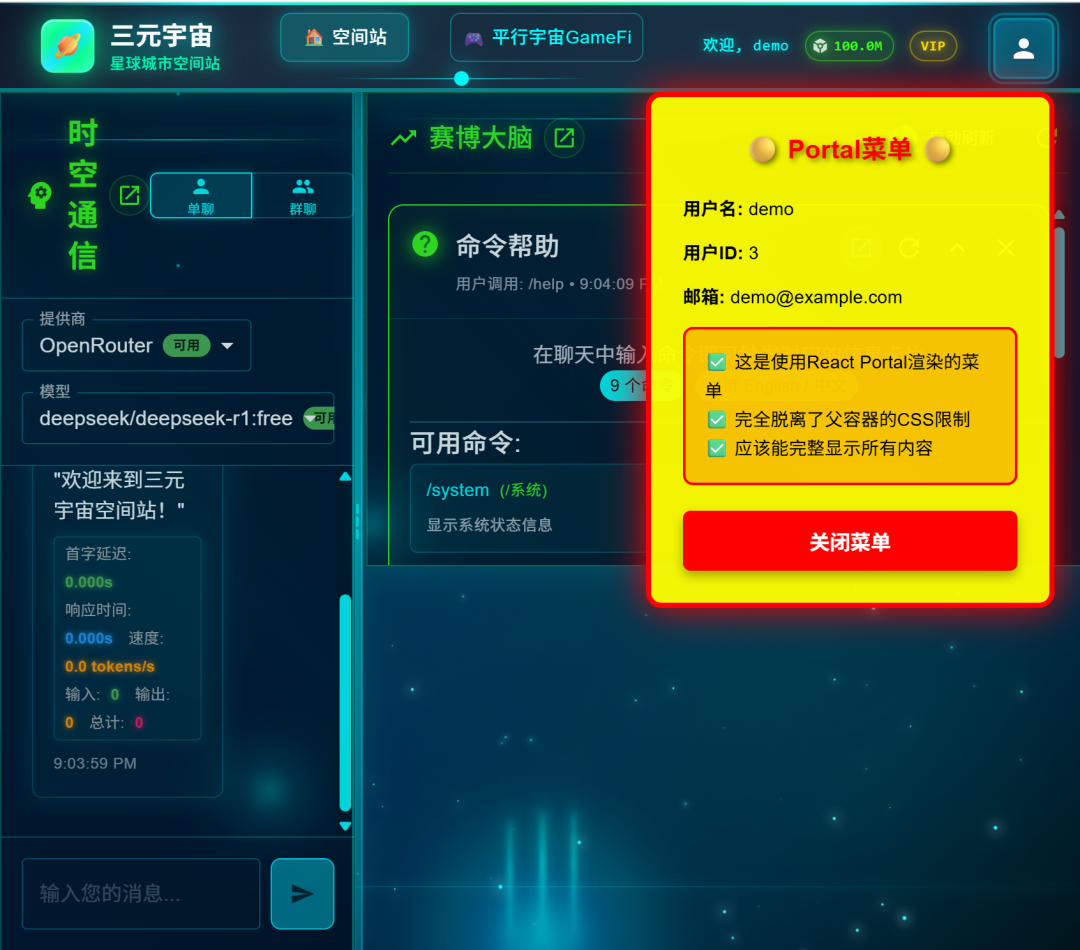 三元宇宙
星球城市空间站
空间站
平行宇宙GameFi
欢迎, demo
100.0M
VIP
时
空
通
信
单聊
群聊
提供商
OpenRouter 可用
模型
deepseek/deepseek-r1:free 可用
"欢迎来到三元
宇宙空间站！"
首字延迟:
0.000s
响应时间:
0.000s 速度:
0.0 tokens/s
输入: 0 输出:
0 总计: 0
9:03:59 PM
输入您的消息...
赛博大脑
命令帮助
用户调用: /help • 9:04:09 P
在聊天中输入
9 个命令
English / 中文
可用命令:
/system (/系统)
显示系统状态信息
Portal菜单
用户名: demo
用户ID: 3
邮箱: demo@example.com
这是使用React Portal渲染的菜
单
完全脱离了父容器的CSS限制
应该能完整显示所有内容
关闭菜单